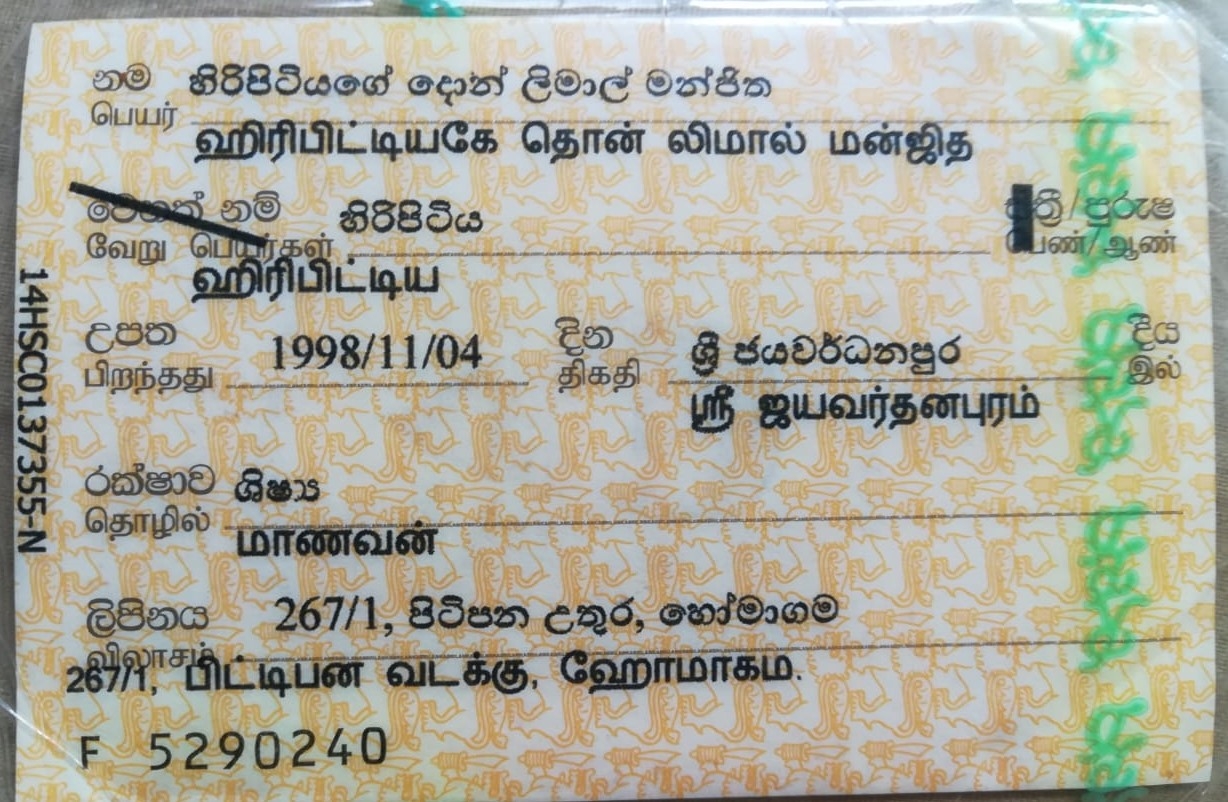 නම හිරිපිටියගේ දොන් ලිමාල් මන්ජිත
பெயர்
ஹிரிபிட்டியகே தொன் லிமால் மன்ஜித
වෙනත් නම් හිරිපිටිය ස්ත්‍රී/පුරුෂ
வேறு பெயர்கள் பெண்/ஆண்
ஹிரிபிட்டிய
උපත 1998/11/04 දින ශ්‍රී ජයවර්ධනපුර දීය
பிறந்தது திகதி இல்
ஸ்ரீ ஜயவர்தனபுரம்
රක්ෂාව ශිෂ්‍ය
தொழில்
மாணவன்
ලිපිනය 267/1, පිටිපන උතුර, හෝමාගම
விலாசம்
267/1, பிட்டிபன வடக்கு, ஹோமாகம.
F 5290240
14HSC0137355-N